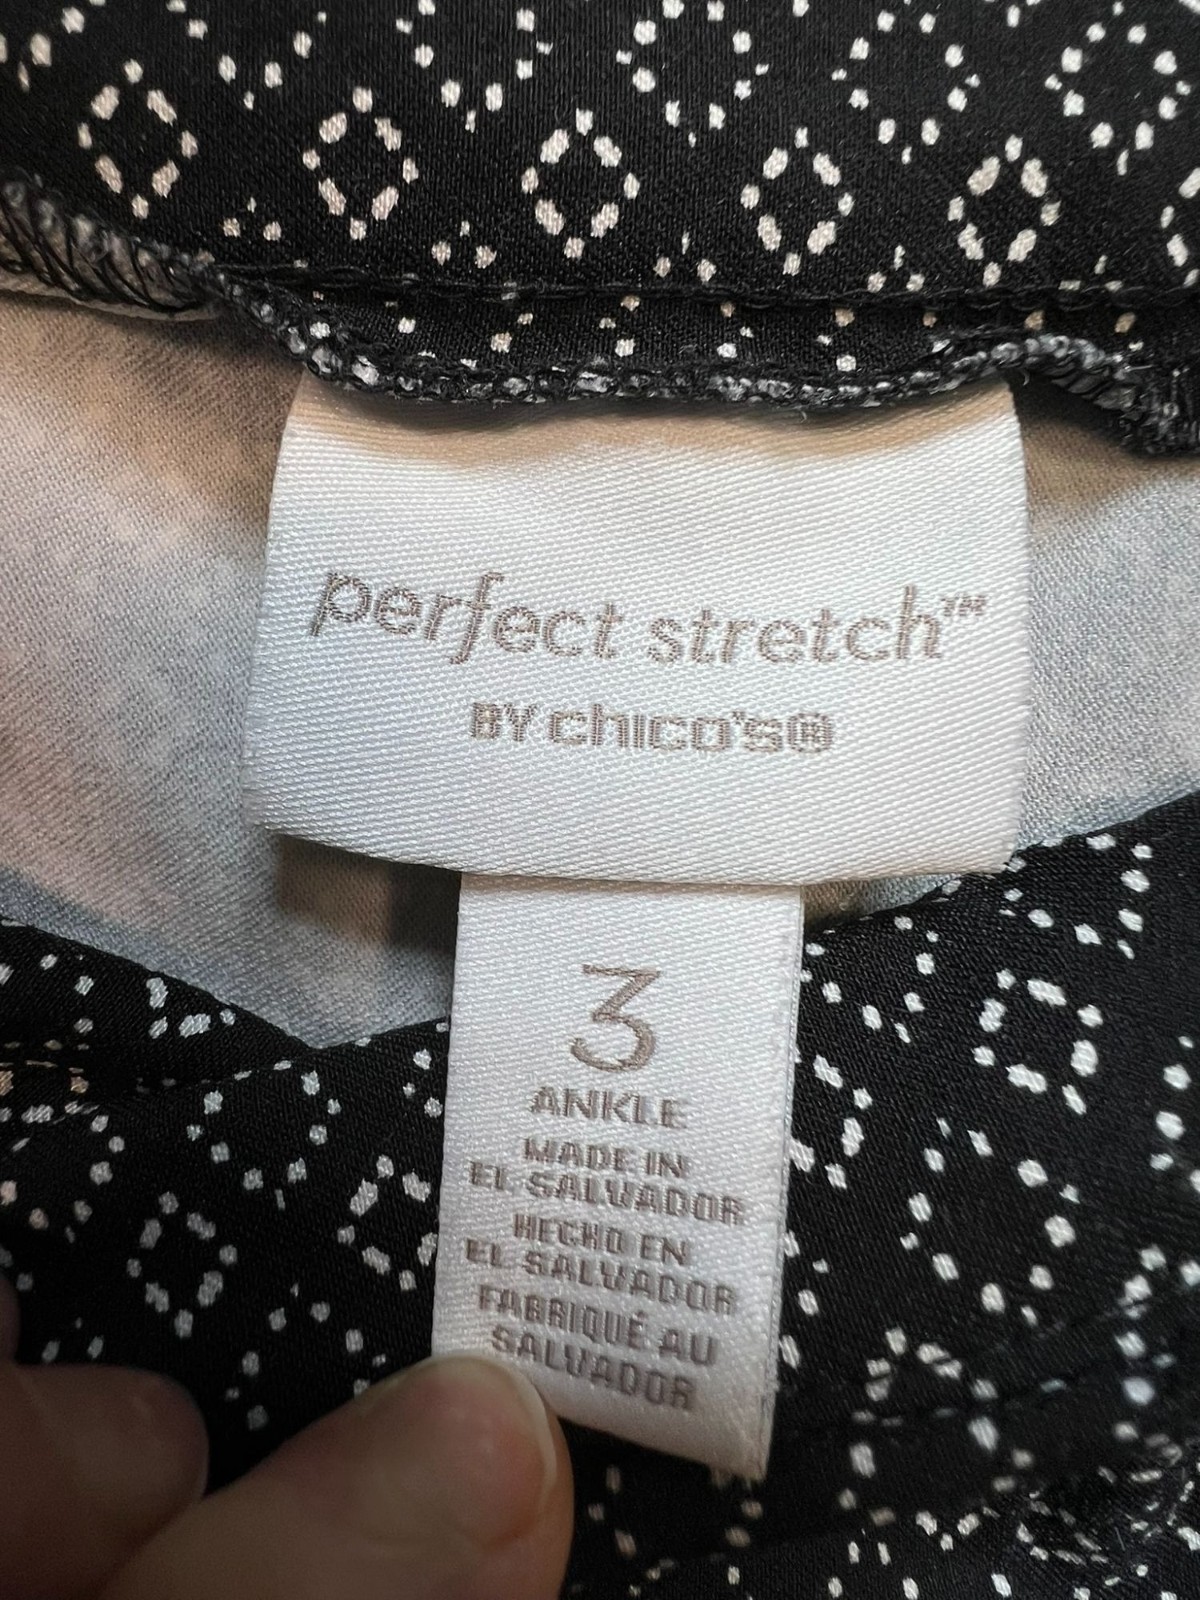 perfect stretch™
BY chico's®
3
ANKLE
MADE IN
EL SALVADOR
HECHO EN
EL SALVADOR
FABRIQUÉ AU
SALVADOR